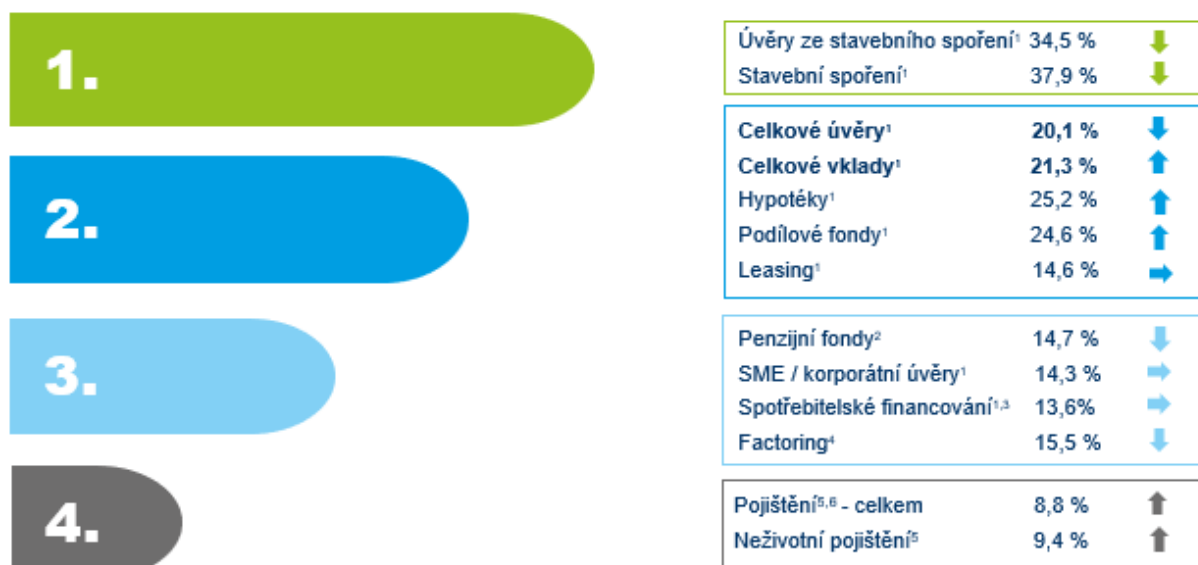 1.
Úvěry ze stavebního spoření¹ 34,5 %
Stavební spoření¹ 37,9 %
2.
Celkové úvěry¹ 20,1 %
Celkové vklady¹ 21,3 %
Hypotéky¹ 25,2 %
Podílové fondy¹ 24,6 %
Leasing¹ 14,6 %
3.
Penzijní fondy² 14,7 %
SME / korporátní úvěry¹ 14,3 %
Spotřebitelské financování¹,³ 13,6%
Factoring⁴ 15,5 %
4.
Pojištění⁵,⁶ - celkem 8,8 %
Neživotní pojištění⁵ 9,4 %